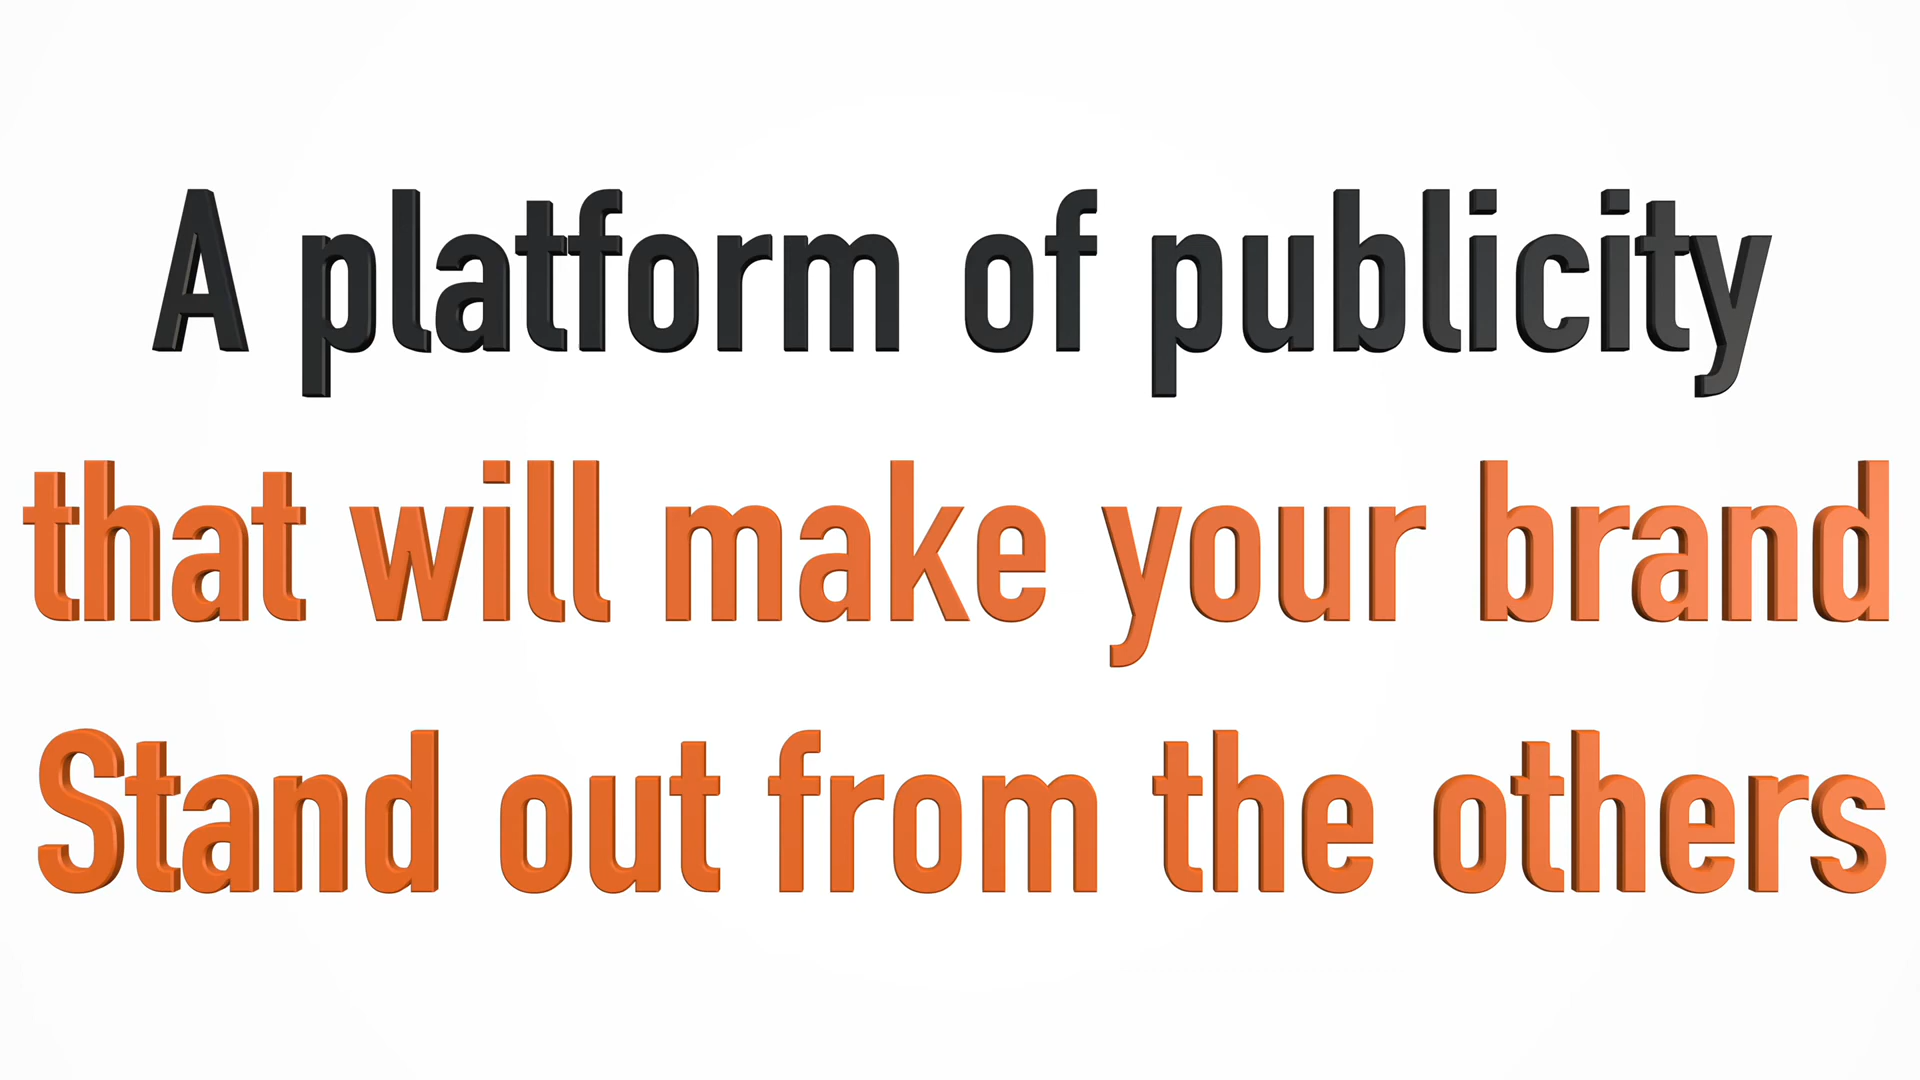 A platform of publicity
that will make your brand
Stand out from the others